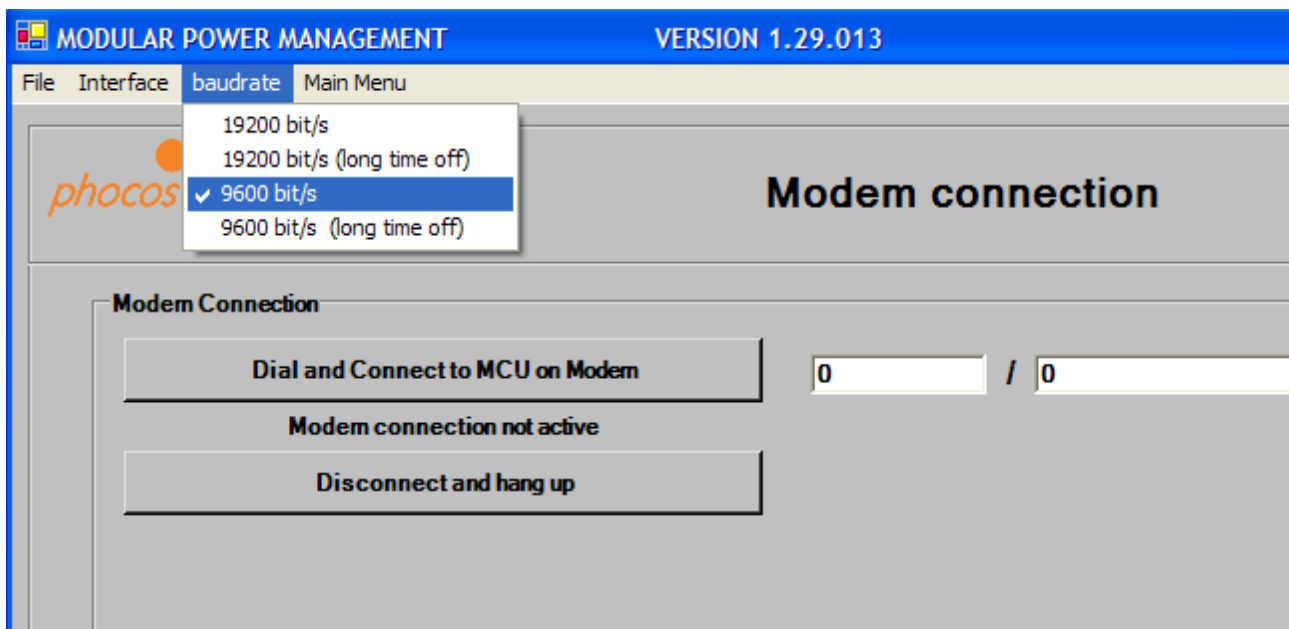 MODULAR POWER MANAGEMENT VERSION 1.29.013
File Interface baudrate Main Menu
19200 bit/s
19200 bit/s (long time off)
9600 bit/s
9600 bit/s (long time off)
phocos
Modem connection
Modem Connection
Dial and Connect to MCU on Modem
0 / 0
Modem connection not active
Disconnect and hang up